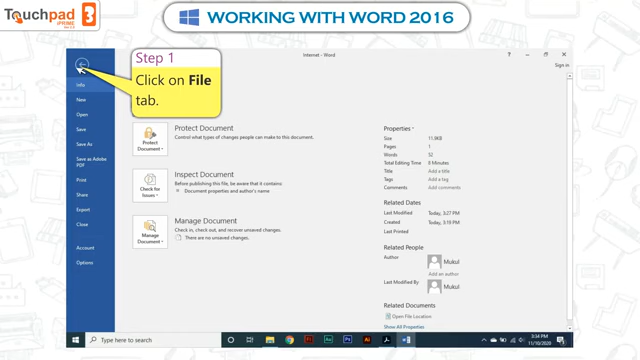 Touchpad
iPRIME
Ver. 2.0
3
WORKING WITH WORD 2016
Internet - Word
?
Sign in
Step 1
Click on File
tab.
Info
New
Open
Save
Save As
Save as Adobe
PDF
Print
Share
Export
Close
Account
Options
Protect
Document
Protect Document
Control what types of changes people can make to this document.
Check for
Issues
Inspect Document
Before publishing this file, be aware that it contains:
Document properties and author's name
Manage
Document
Manage Document
Check in, check out, and recover unsaved changes.
There are no unsaved changes.
Properties
Size 11.8KB
Pages 1
Words 52
Total Editing Time 8 Minutes
Title Add a title
Tags Add a tag
Comments Add comments
Related Dates
Last Modified Today, 3:27 PM
Created Today, 3:19 PM
Last Printed
Related People
Author Mukul
Add an author
Last Modified By Mukul
Related Documents
Open File Location
Show All Properties
Type here to search
3:34 PM
11/10/2020